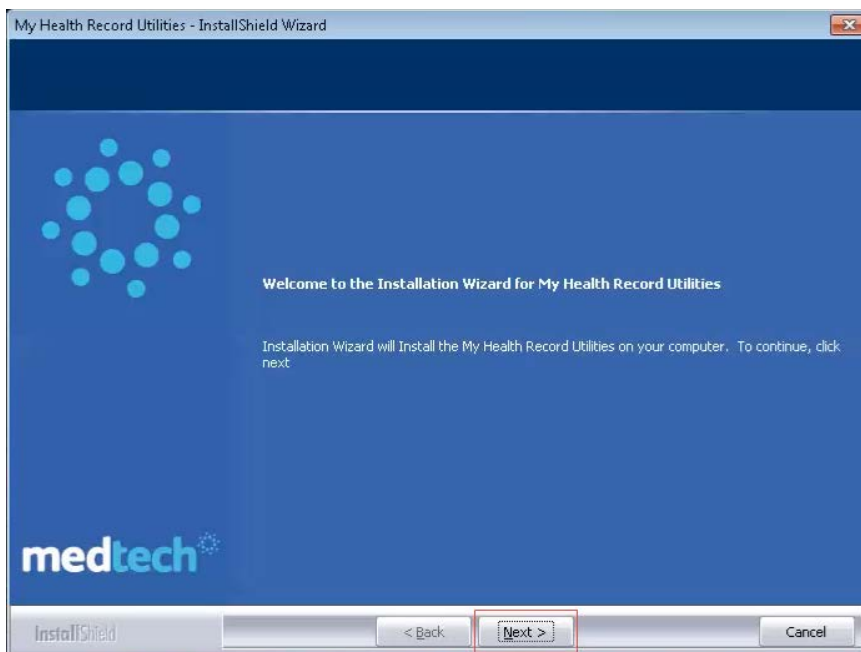 My Health Record Utilities - InstallShield Wizard
Welcome to the Installation Wizard for My Health Record Utilities
Installation Wizard will Install the My Health Record Utilities on your computer. To continue, click
next
medtech
InstallShield
< Back
Next >
Cancel